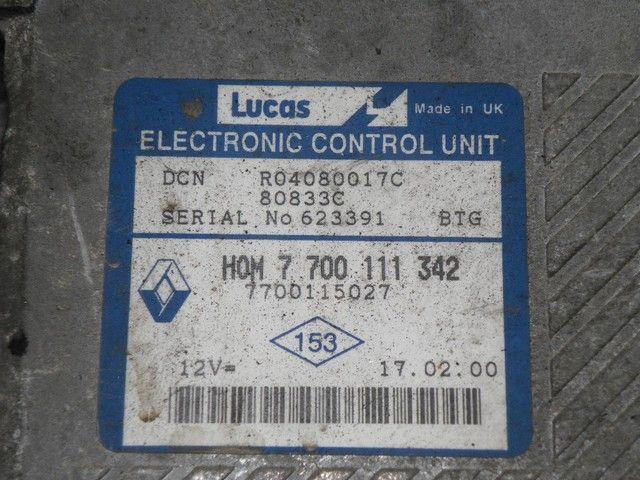 Lucas Made in UK
ELECTRONIC CONTROL UNIT
DCN R04080017C
80833C
SERIAL No 623391 BTG
HOM 7 700 111 342
7700115027
153
12V= 17.02:00